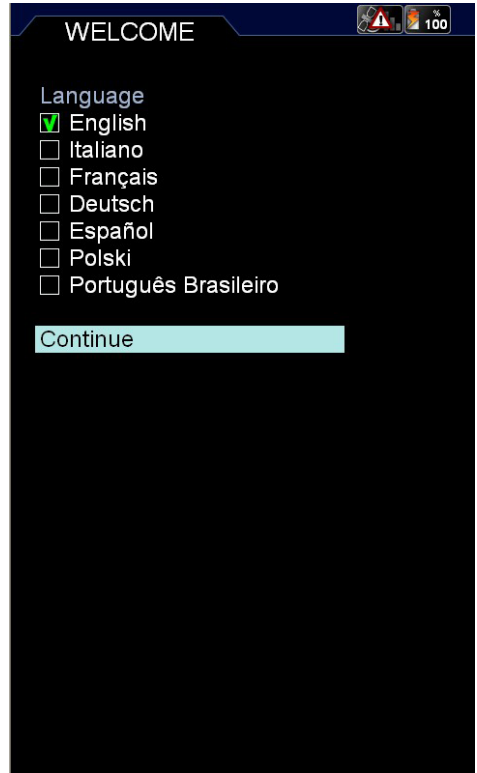 WELCOME
%
100
Language
English
Italiano
Français
Deutsch
Español
Polski
Português Brasileiro
Continue